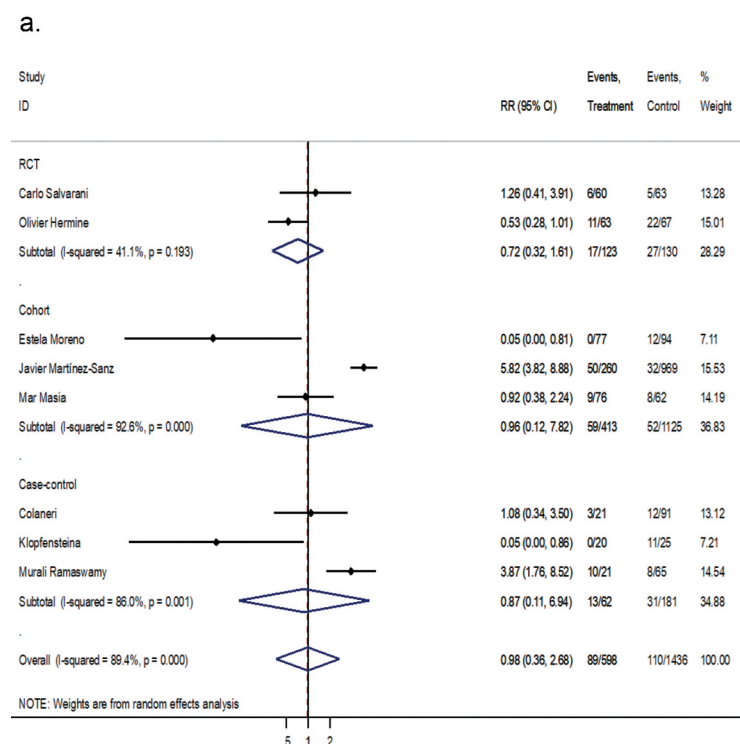 a.
Study Events, Events, %
ID RR (95% CI) Treatment Control Weight
RCT
Carlo Salvarani 1.26 (0.41, 3.91) 6/60 5/63 13.28
Olivier Hermine 0.53 (0.28, 1.01) 11/63 22/67 15.01
Subtotal (I-squared = 41.1%, p = 0.193) 0.72 (0.32, 1.61) 17/123 27/130 28.29
.
Cohort
Estela Moreno 0.05 (0.00, 0.81) 0/77 12/94 7.11
Javier Martínez-Sanz 5.82 (3.82, 8.88) 50/260 32/969 15.53
Mar Masia 0.92 (0.38, 2.24) 9/76 8/62 14.19
Subtotal (I-squared = 92.6%, p = 0.000) 0.96 (0.12, 7.82) 59/413 52/1125 36.83
.
Case-control
Colaneri 1.08 (0.34, 3.50) 3/21 12/91 13.12
Klopfensteina 0.05 (0.00, 0.86) 0/20 11/25 7.21
Murali Ramaswamy 3.87 (1.76, 8.52) 10/21 8/65 14.54
Subtotal (I-squared = 86.0%, p = 0.001) 0.87 (0.11, 6.94) 13/62 31/181 34.88
.
Overall (I-squared = 89.4%, p = 0.000) 0.98 (0.36, 2.68) 89/598 110/1436 100.00
NOTE: Weights are from random effects analysis
.5 1 2